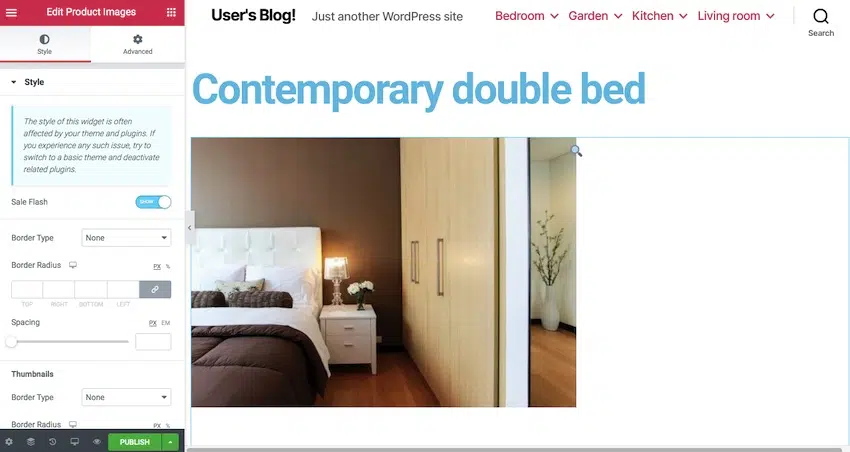 Edit Product Images
Style
Advanced
Style
The style of this widget is often
affected by your theme and plugins. If
you experience any such issue, try to
switch to a basic theme and deactivate
related plugins.
Sale Flash
SHOW
Border Type
None
Border Radius
PX %
TOP RIGHT BOTTOM LEFT
Spacing
PX EM
Thumbnails
Border Type
None
Border Radius
PX %
PUBLISH
User's Blog!
Just another WordPress site
Bedroom Garden Kitchen Living room
Search
Contemporary double bed